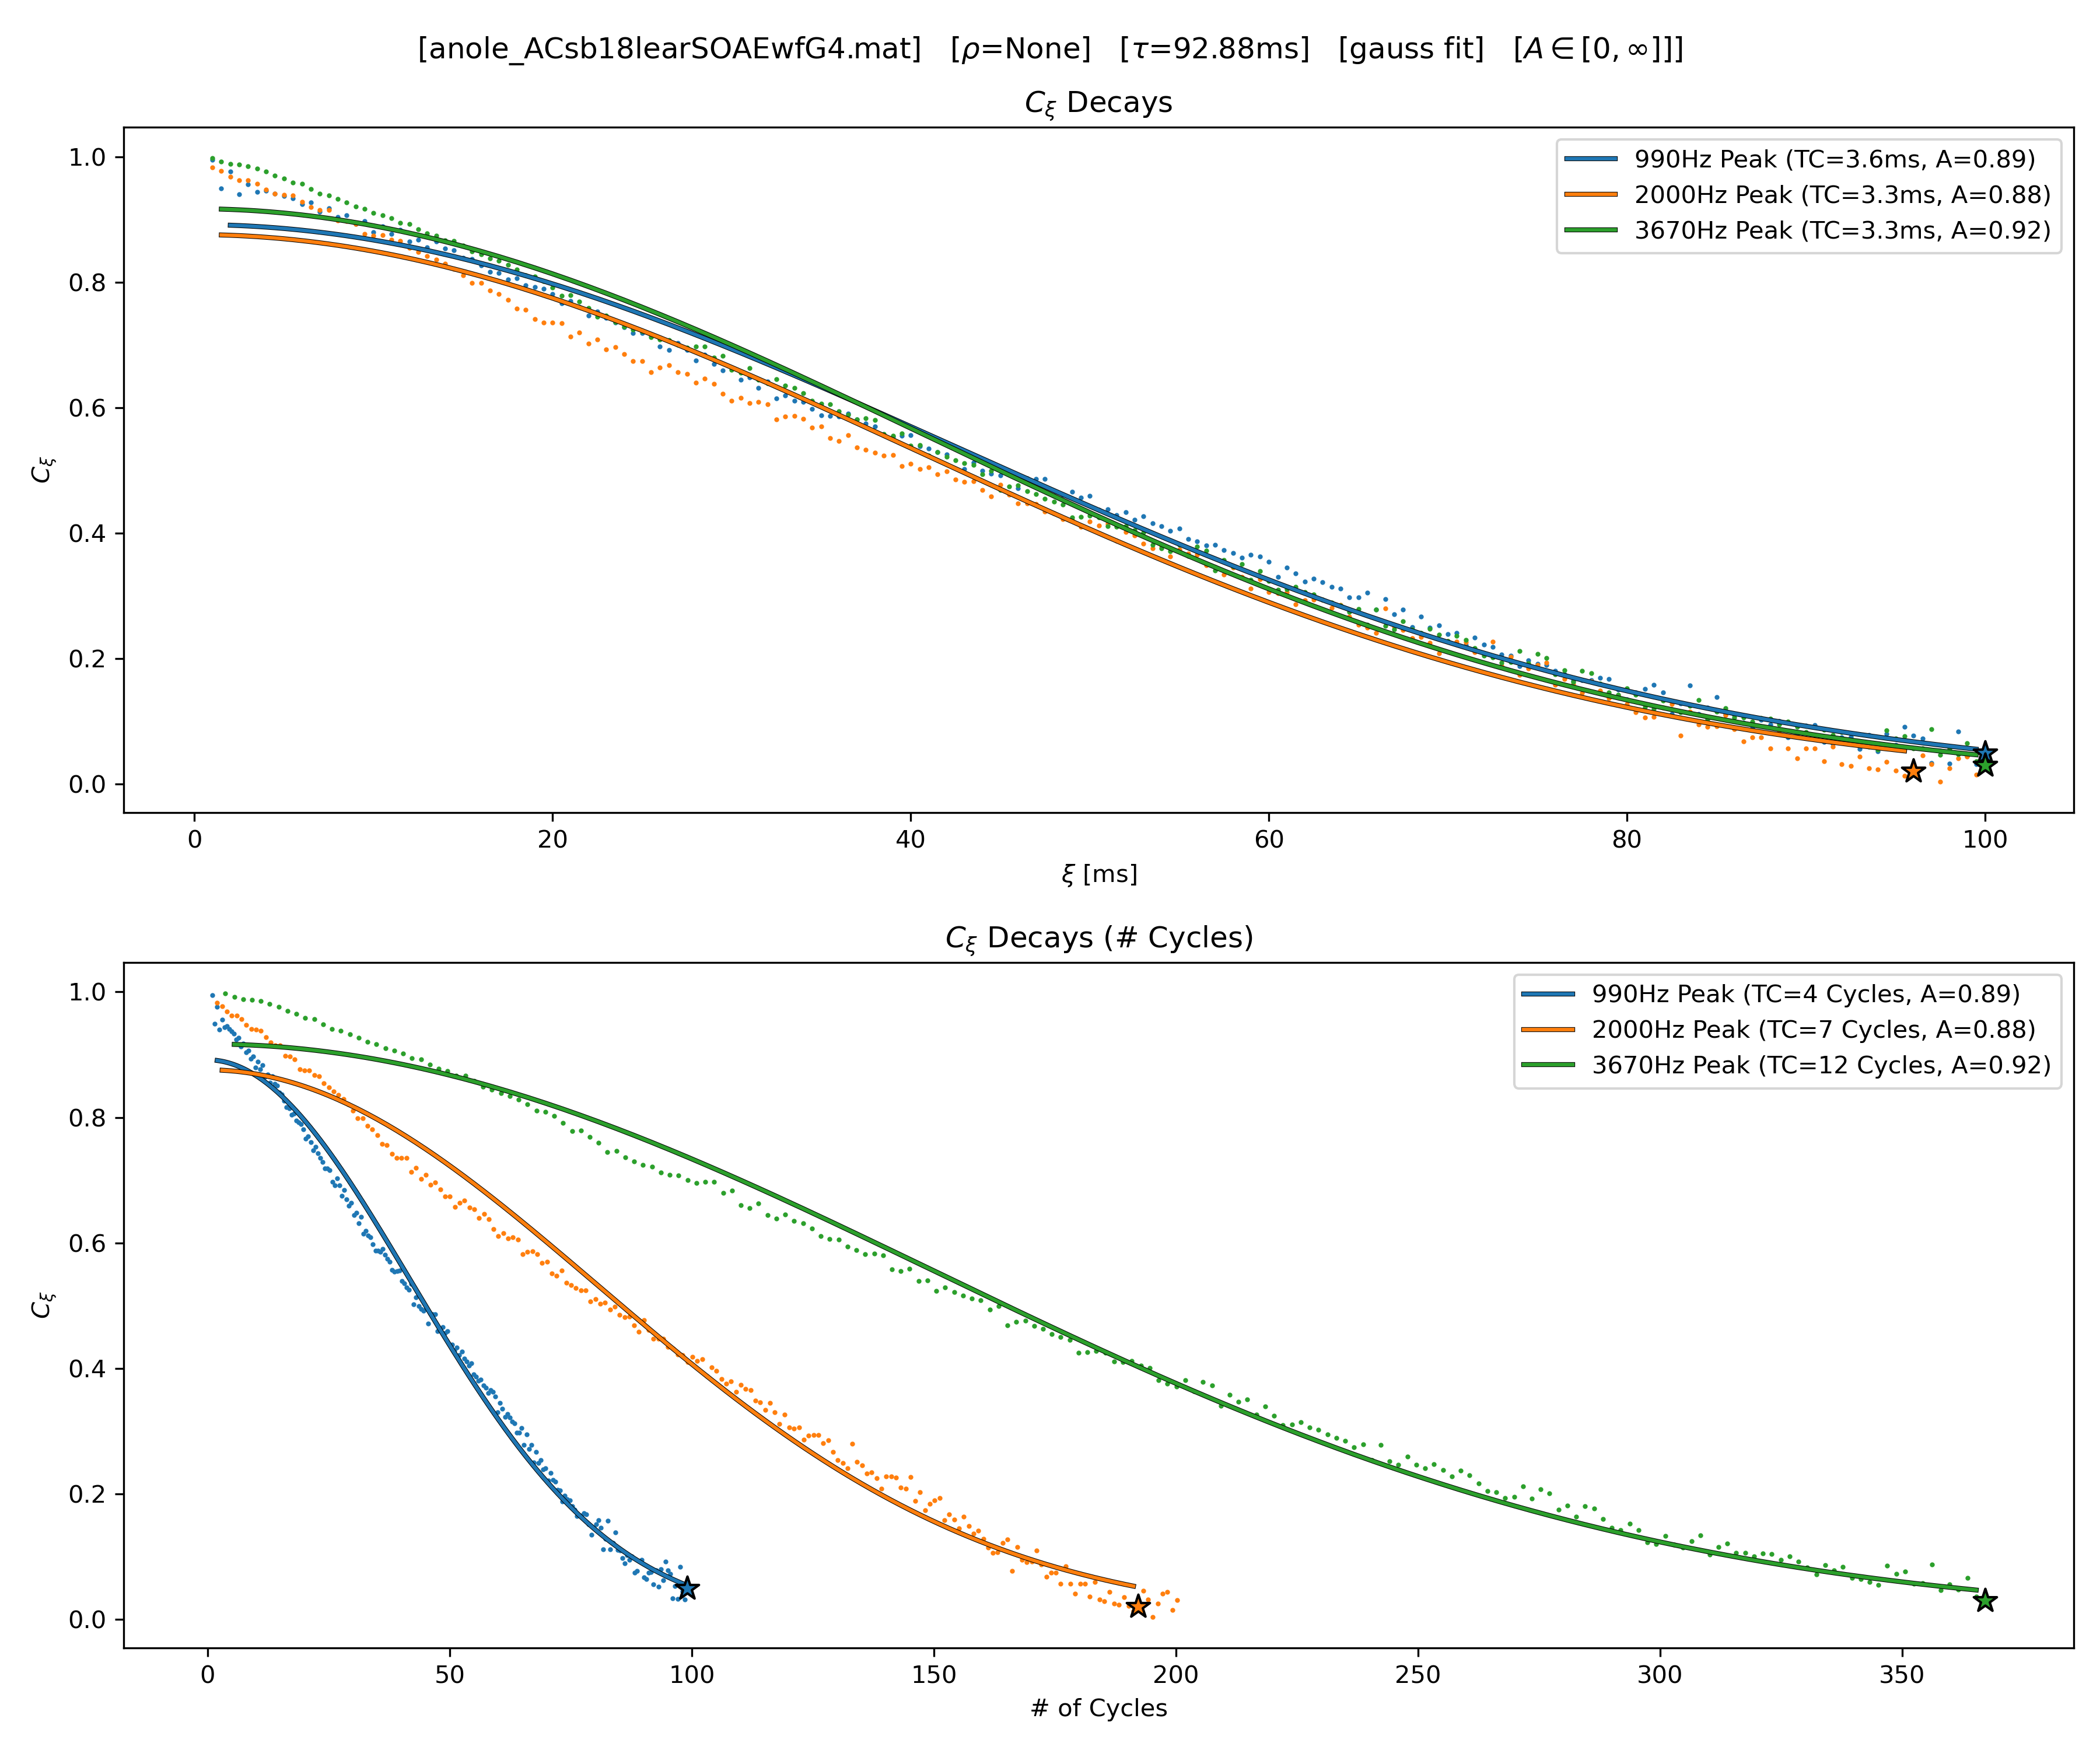 [anole_ACsb18learSOAEwfG4.mat] [ρ=None] [τ=92.88ms] [gauss fit] [A ∈ [0, ∞]]]
C_ξ Decays
1.0
0.8
0.6
0.4
0.2
0.0
C_ξ
990Hz Peak (TC=3.6ms, A=0.89)
2000Hz Peak (TC=3.3ms, A=0.88)
3670Hz Peak (TC=3.3ms, A=0.92)
0 20 40 60 80 100
ξ [ms]
C_ξ Decays (# Cycles)
1.0
0.8
0.6
0.4
0.2
0.0
C_ξ
990Hz Peak (TC=4 Cycles, A=0.89)
2000Hz Peak (TC=7 Cycles, A=0.88)
3670Hz Peak (TC=12 Cycles, A=0.92)
0 50 100 150 200 250 300 350
# of Cycles